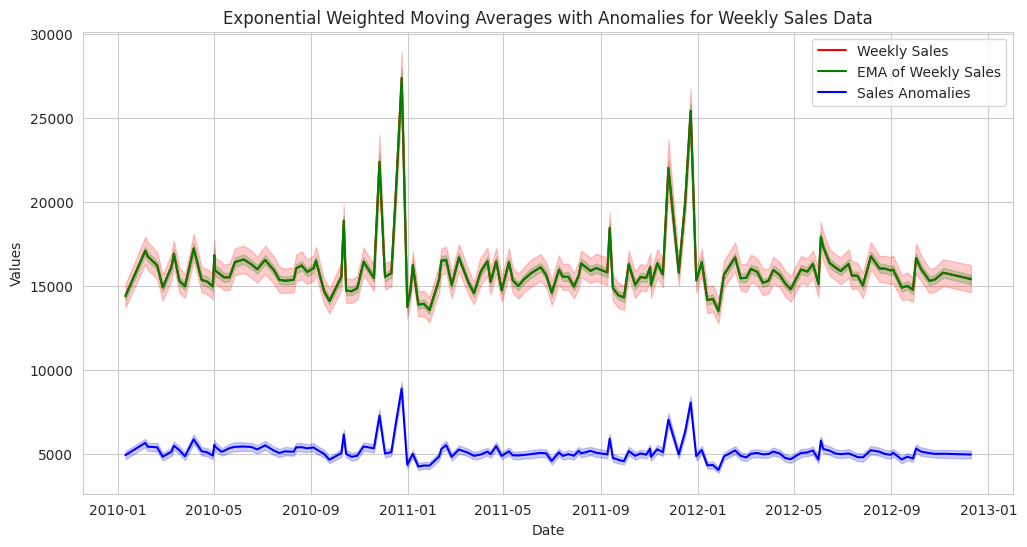 Exponential Weighted Moving Averages with Anomalies for Weekly Sales Data
Weekly Sales
EMA of Weekly Sales
Sales Anomalies
Values
30000
25000
20000
15000
10000
5000
2010-01
2010-05
2010-09
2011-01
2011-05
2011-09
2012-01
2012-05
2012-09
2013-01
Date